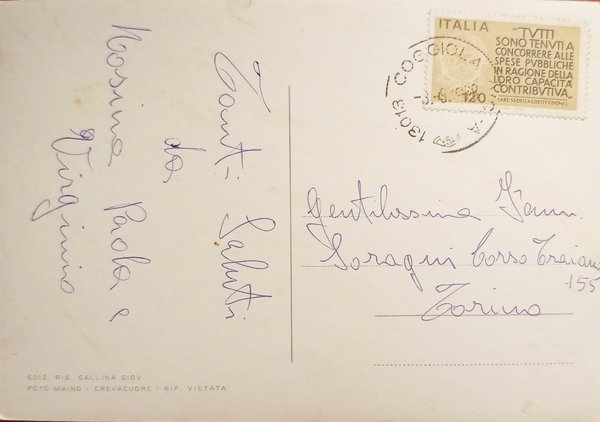 Tanti Saluti
da
Rosina Paola e
Virginio
ITALIA
"TUTTI
SONO TENUTI A
CONCORRERE ALLE
SPESE PUBBLICHE
IN RAGIONE DELLA
LORO CAPACITÀ
CONTRIBUTIVA„
(ART. 53 DELLA COSTITUZIONE)
120
13013 COGGIOLA
Gentilissima Fam.
Soraqui Corso Traiano
155
Torino
EDIZ. RIS. GALLINA GIOV.
FOTO MAINO - CREVACUORE - RIP. VIETATA